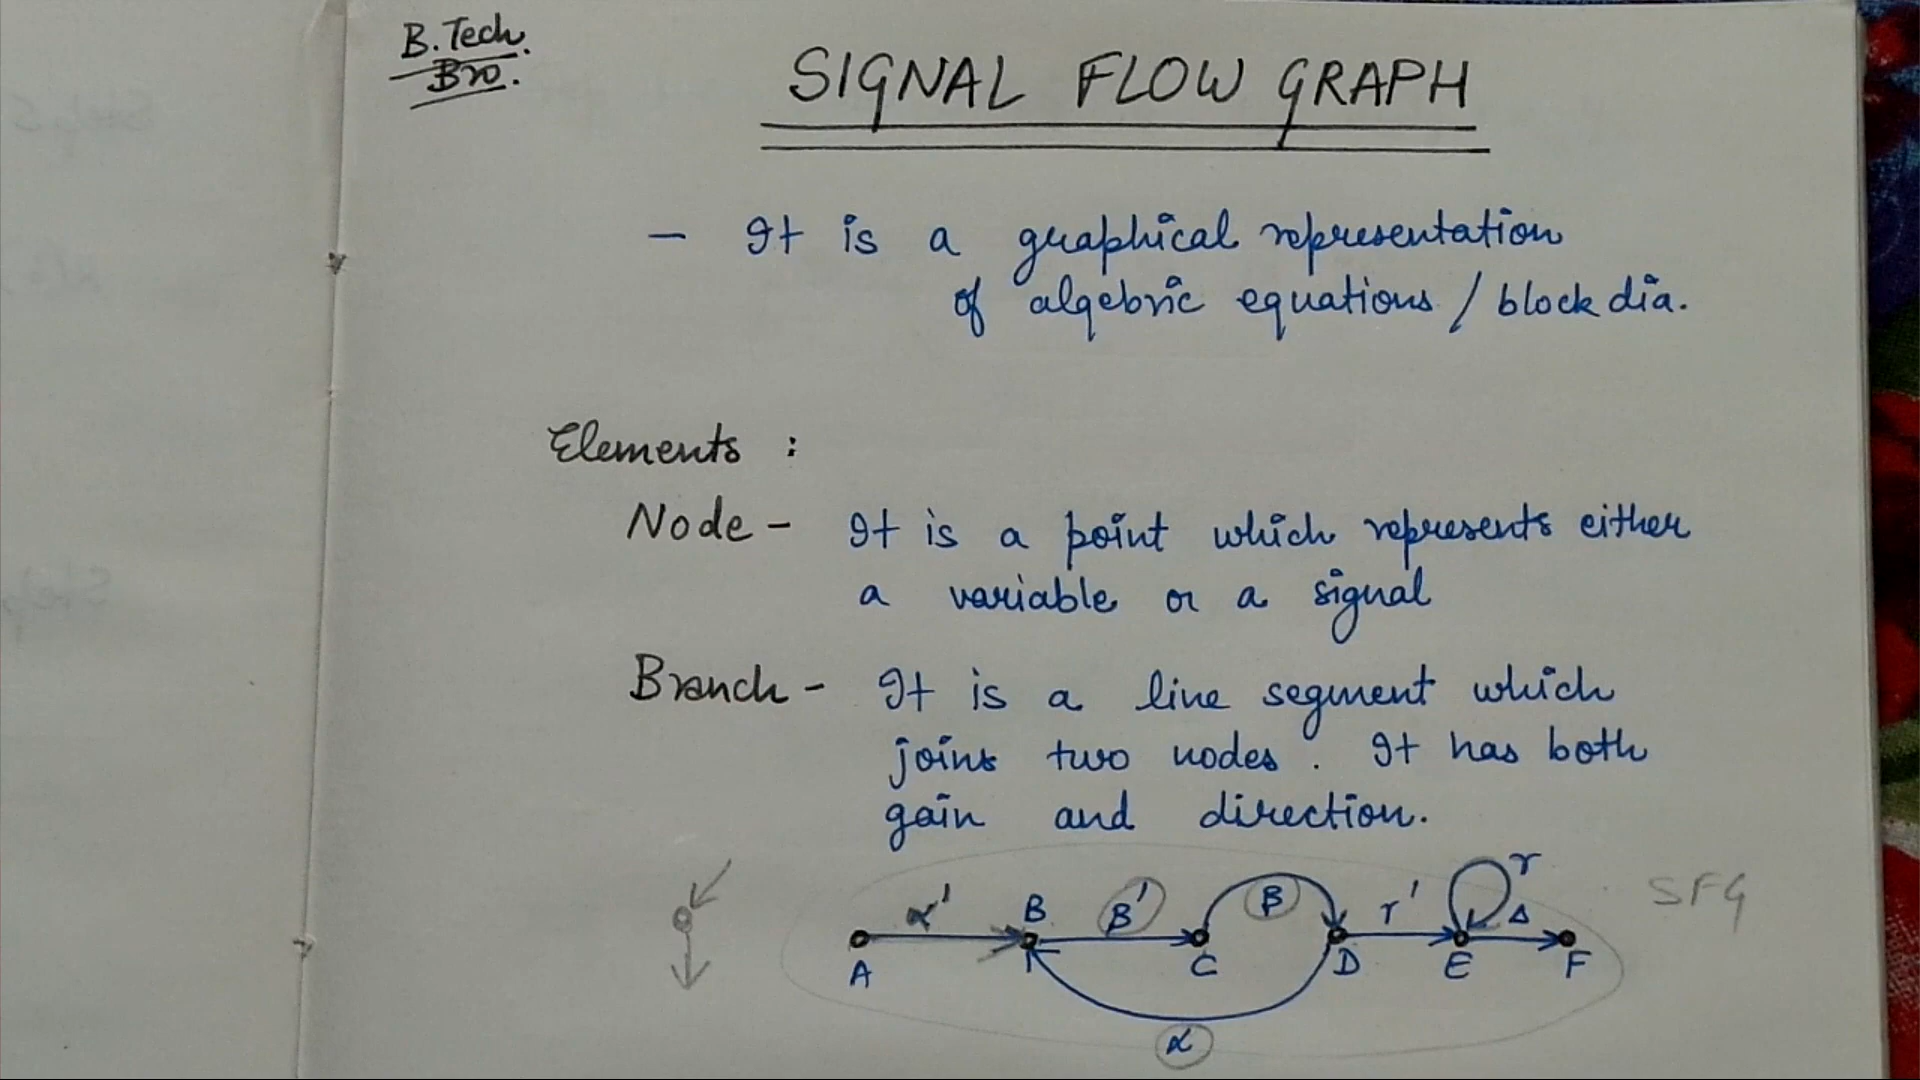 B.Tech.
Bro.
SIGNAL FLOW GRAPH
- It is a graphical representation
of algebric equations / block dia.
Elements :
Node - It is a point which represents either
a variable or a signal
Branch - It is a line segment which
joins two nodes. It has both
gain and direction.
α' B β' β γ' γ Δ SFG
A C D E F
α